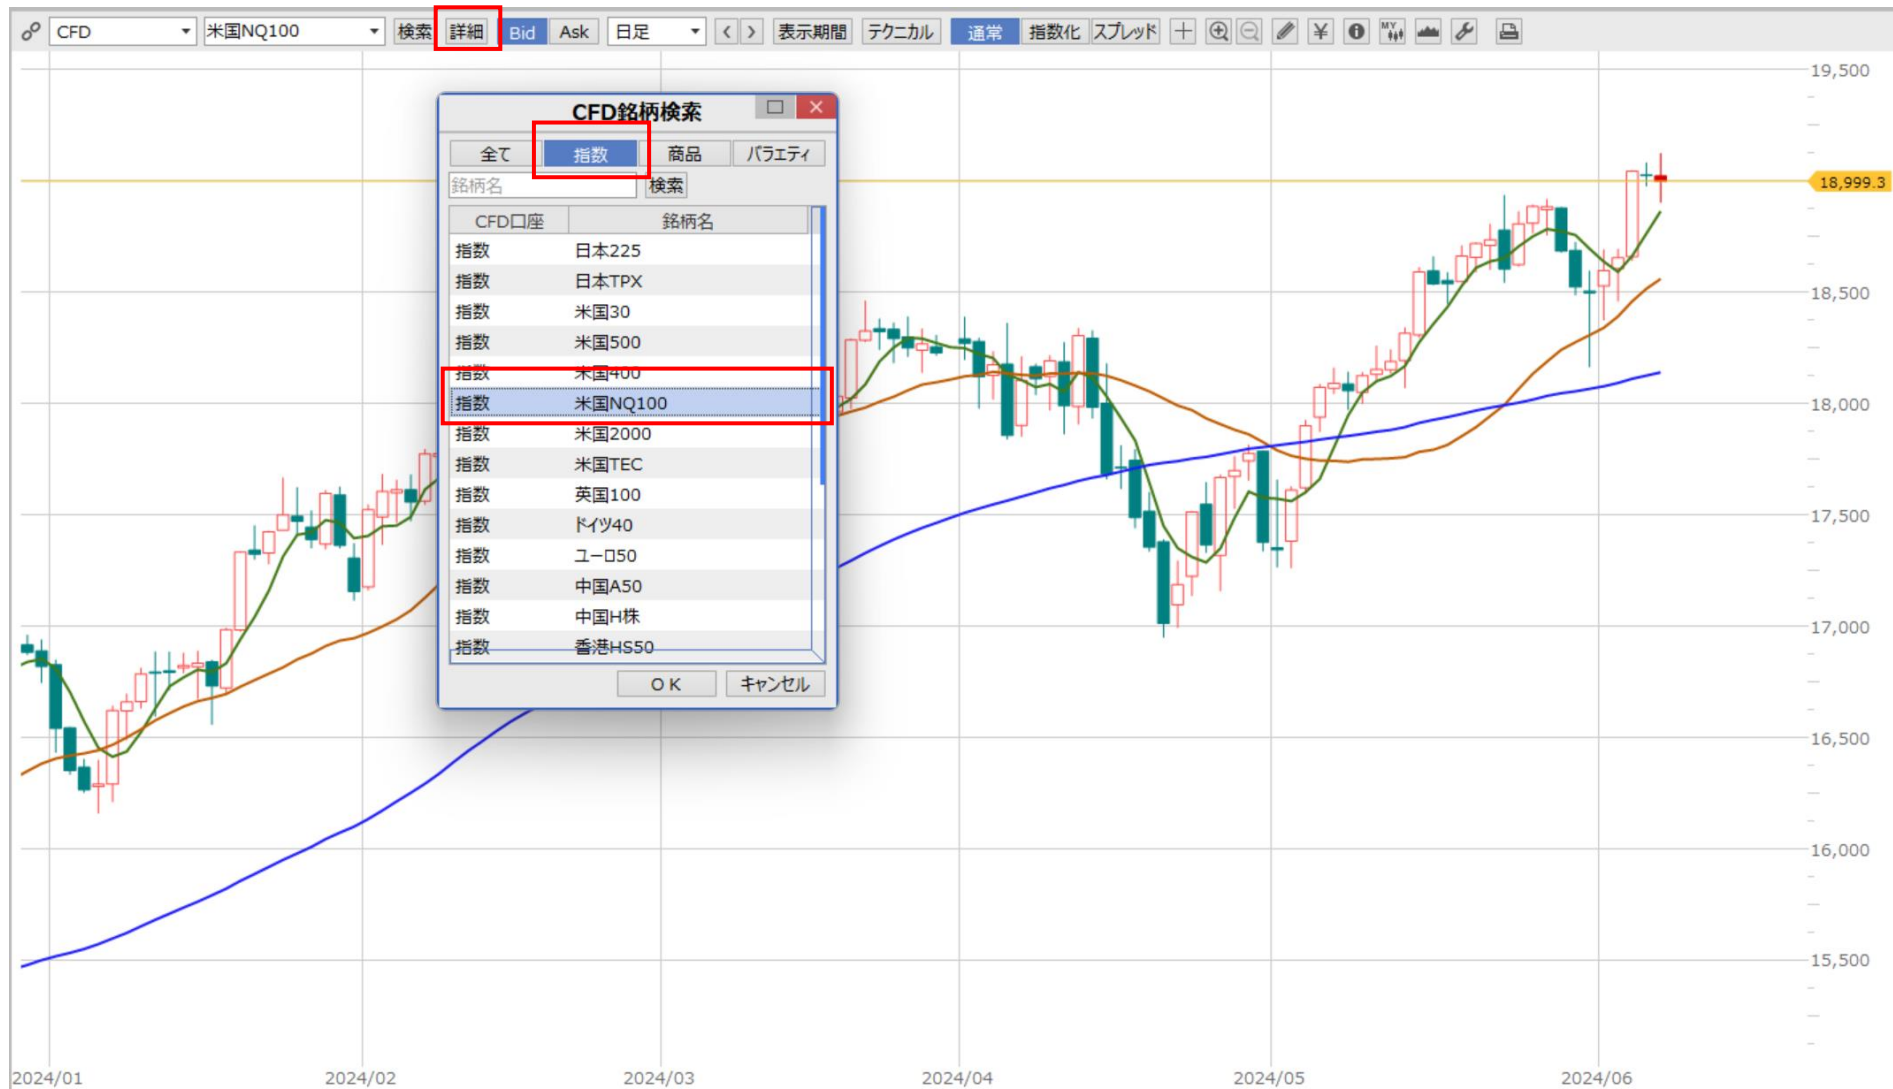 CFD 米国NQ100 検索 詳細 Bid Ask 日足 表示期間 テクニカル 通常 指数化 スプレッド ¥ MY
19,500
CFD銘柄検索
全て 指数 商品 バラエティ
銘柄名 検索
18,999.3
CFD口座 銘柄名
指数 日本225
指数 日本TPX
18,500
指数 米国30
指数 米国500
指数 米国400
指数 米国NQ100
18,000
指数 米国2000
指数 米国TEC
指数 英国100
17,500
指数 ドイツ40
指数 ユーロ50
指数 中国A50
指数 中国H株
17,000
指数 香港HS50
OK キャンセル
16,500
16,000
15,500
2024/01 2024/02 2024/03 2024/04 2024/05 2024/06